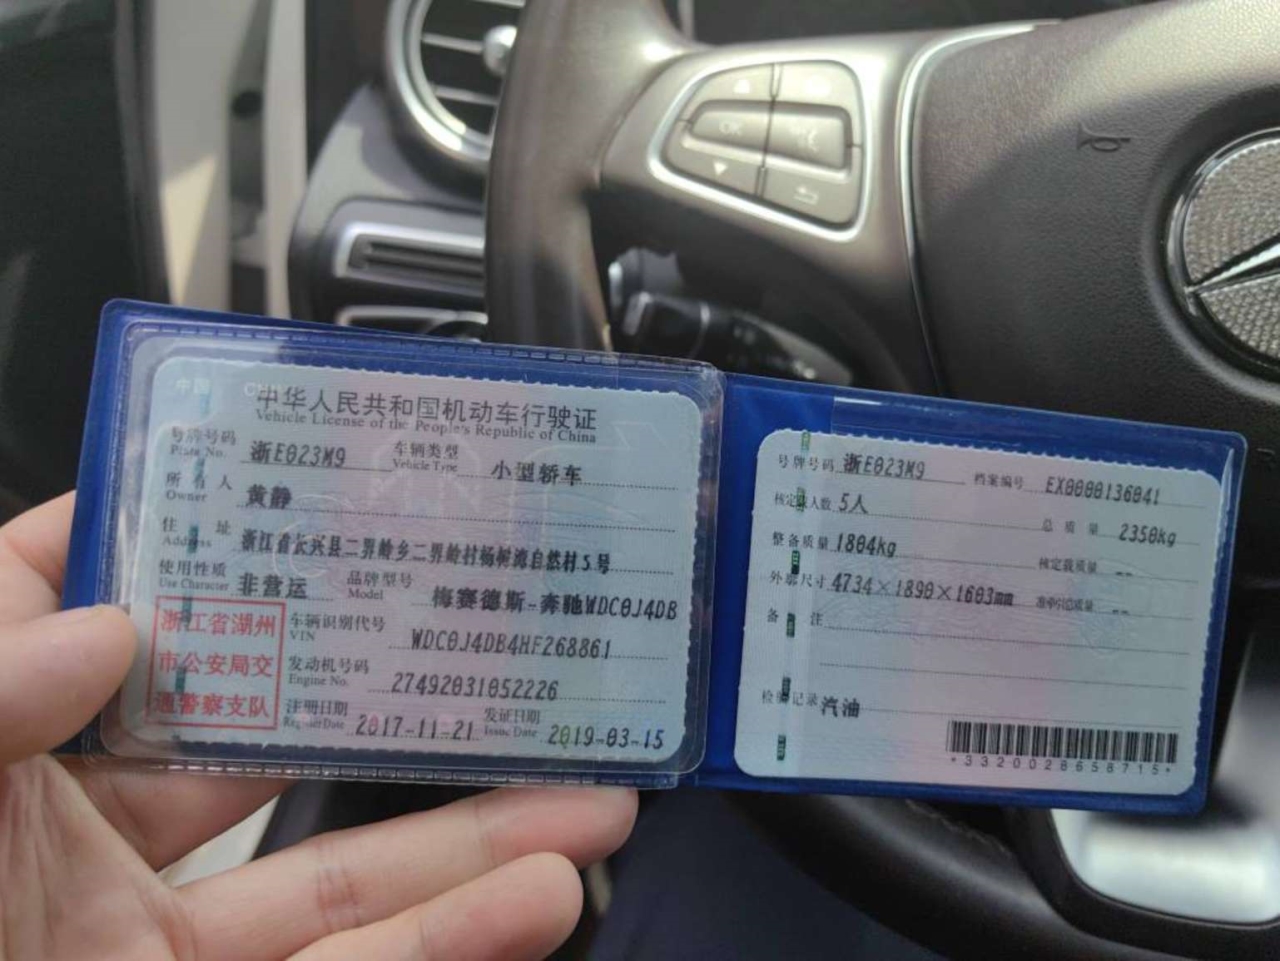 中国 CHINA
中华人民共和国机动车行驶证
Vehicle License of the People's Republic of China
号牌号码 浙E023M9 车辆类型 小型轿车
Plate No. Vehicle Type
所有人 黄静
Owner
住址 浙江省长兴县二界岭乡二界岭村杨树湾自然村5号
Address
使用性质 非营运 品牌型号 梅赛德斯-奔驰WDC0J4DB
Use Character Model
浙江省湖州
市公安局交
通警察支队
车辆识别代号 WDC0J4DB4HF268861
VIN
发动机号码 27492031052226
Engine No.
注册日期 2017-11-21 发证日期 2019-03-15
Register Date Issue Date
号牌号码 浙E023M9 档案编号 EX0000136041
核定载人数 5人 总质量 2350kg
整备质量 1804kg 核定载质量 --
外廓尺寸 4734×1890×1603mm 准牵引总质量 --
备注
检验记录 汽油
*3320028658715*
OK